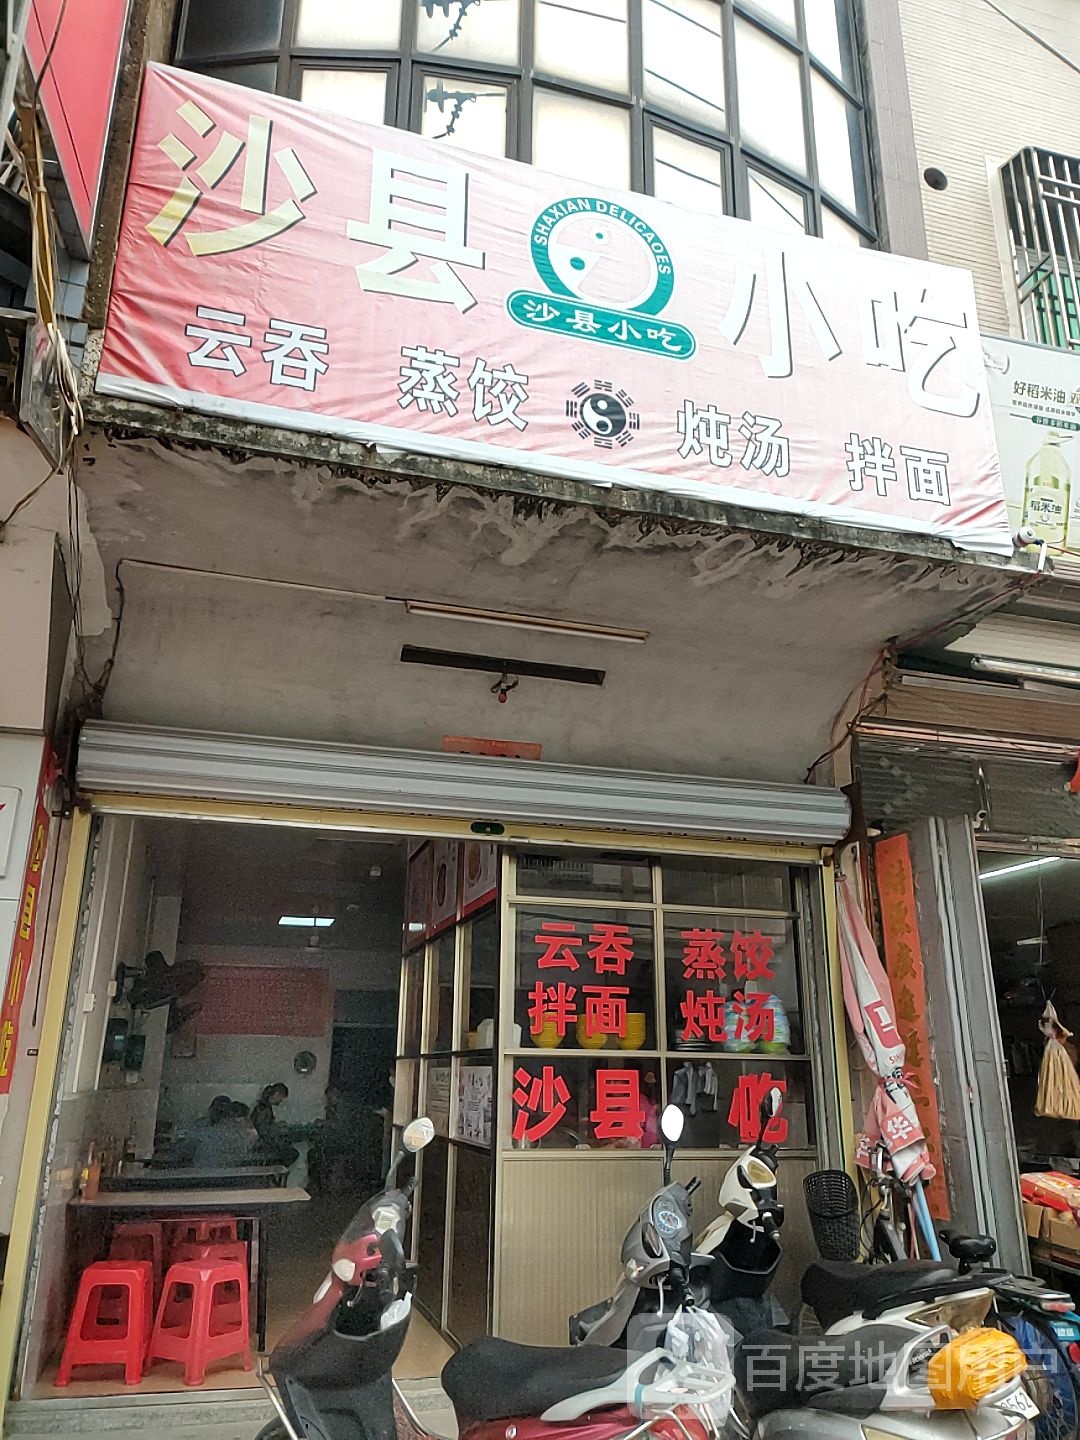 沙县小吃
SHAXIAN DELICAOES
沙县小吃
云吞 蒸饺 炖汤 拌面
好稻米油
稻米油
云吞 蒸饺
拌面 炖汤
沙县 吃
华
百度地图用户